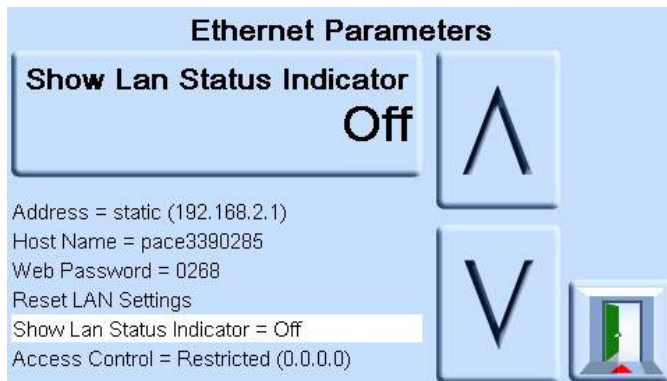 Ethernet Parameters
Show Lan Status Indicator
Off
Address = static (192.168.2.1)
Host Name = pace3390285
Web Password = 0268
Reset LAN Settings
Show Lan Status Indicator = Off
Access Control = Restricted (0.0.0.0)